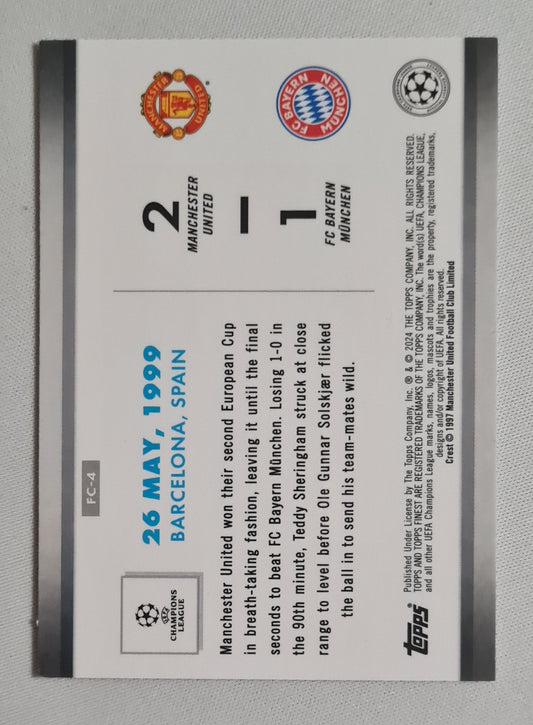 FC-4
UEFA
CHAMPIONS
LEAGUE
26 MAY, 1999
BARCELONA, SPAIN
Manchester United won their second European Cup
in breath-taking fashion, leaving it until the final
seconds to beat FC Bayern München. Losing 1-0 in
the 90th minute, Teddy Sheringham struck at close
range to level before Ole Gunnar Solskjær flicked
the ball in to send his team-mates wild.
2 – 1
MANCHESTER
UNITED
FC BAYERN
MÜNCHEN
MANCHESTER
UNITED
FC BAYERN
MÜNCHEN
Topps®
Published Under License by The Topps Company, Inc. ® & © 2024 THE TOPPS COMPANY, INC. ALL RIGHTS RESERVED.
TOPPS AND TOPPS FINEST ARE REGISTERED TRADEMARKS OF THE TOPPS COMPANY, INC. The word(s) UEFA, CHAMPIONS LEAGUE,
and all other UEFA Champions League marks, names, logos, mascots and trophies are the property, registered trademarks,
designs and/or copyright of UEFA. All rights reserved.
Crest © 1997 Manchester United Football Club Limited